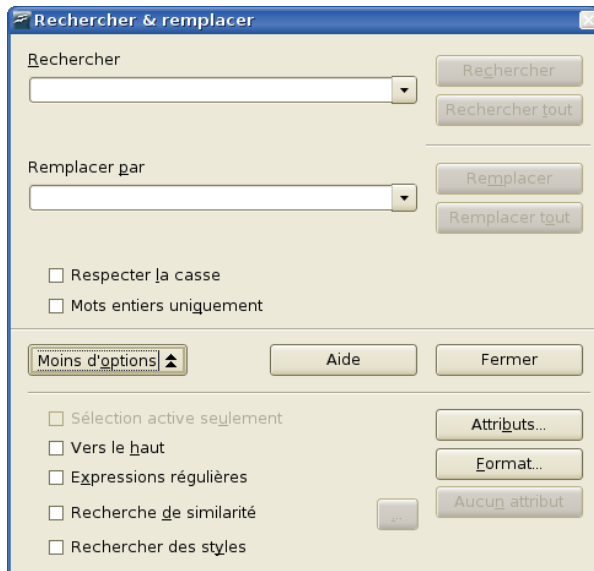 Rechercher & remplacer
Rechercher
Rechercher
Rechercher tout
Remplacer par
Remplacer
Remplacer tout
Respecter la casse
Mots entiers uniquement
Moins d'options
Aide
Fermer
Sélection active seulement
Attributs...
Vers le haut
Format...
Expressions régulières
Aucun attribut
Recherche de similarité
...
Rechercher des styles